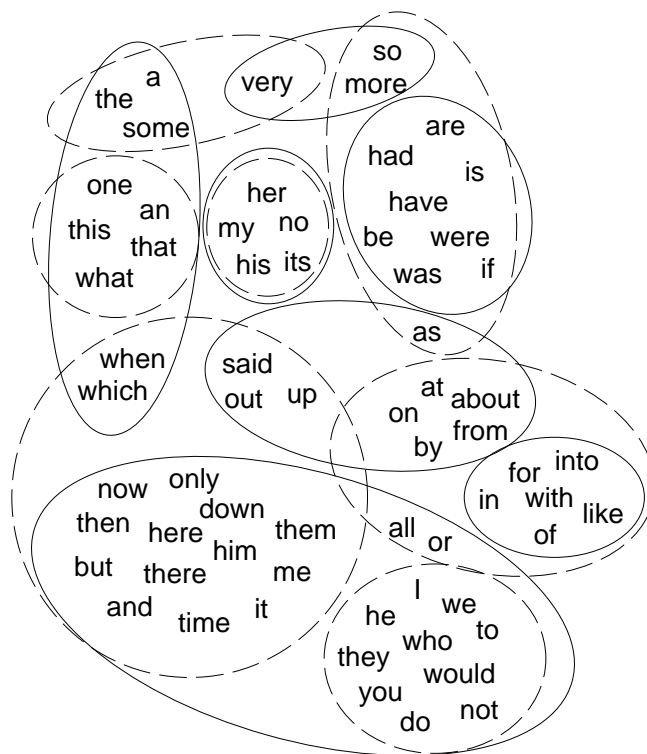 so
a
very
more
the
some
are
had
is
one
her
have
an
my
no
this
that
be
were
his
its
what
was
if
as
when
said
which
out
up
at
about
on
from
by
now
only
into
for
down
in
with
then
them
like
here
all
or
of
him
but
there
me
I
and
it
he
we
time
who
to
they
would
you
do
not